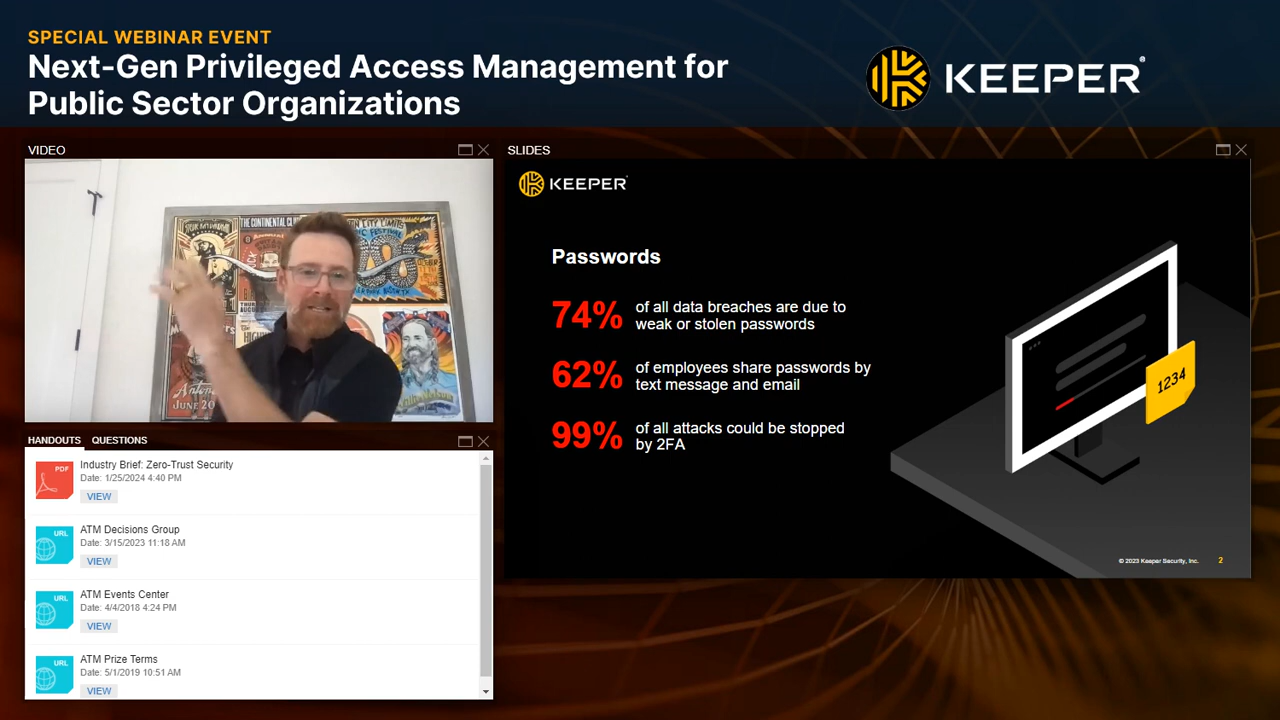 SPECIAL WEBINAR EVENT
Next-Gen Privileged Access Management for
Public Sector Organizations
KEEPER®
VIDEO
THE CONTINENTAL CL
JUNE 20
HANDOUTS QUESTIONS
PDF
Industry Brief: Zero-Trust Security
Date: 1/25/2024 4:40 PM
VIEW
URL
ATM Decisions Group
Date: 3/15/2023 11:18 AM
VIEW
URL
ATM Events Center
Date: 4/4/2018 4:24 PM
VIEW
URL
ATM Prize Terms
Date: 5/1/2019 10:51 AM
VIEW
SLIDES
KEEPER
Passwords
74% of all data breaches are due to
weak or stolen passwords
62% of employees share passwords by
text message and email
99% of all attacks could be stopped
by 2FA
1234
© 2023 Keeper Security, Inc. 2